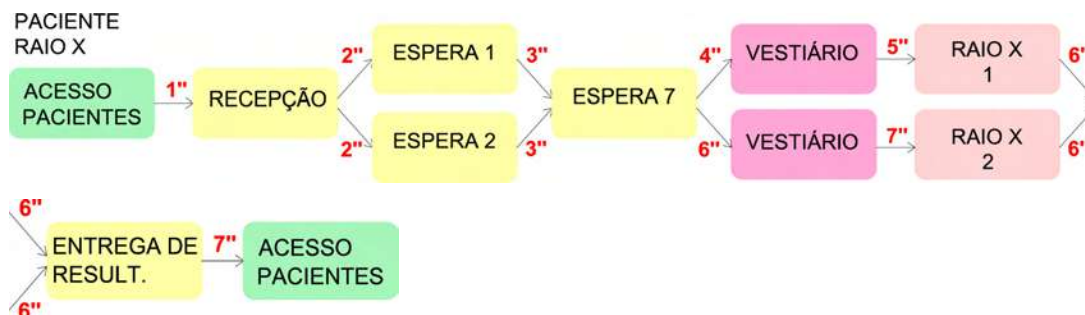 PACIENTE
RAIO X
ACESSO
PACIENTES
1"
RECEPÇÃO
2"
ESPERA 1
3"
2"
ESPERA 2
3"
ESPERA 7
4"
VESTIÁRIO
5"
RAIO X
1
6"
6"
VESTIÁRIO
7"
RAIO X
2
6"
6"
6"
ENTREGA DE
RESULT.
7"
ACESSO
PACIENTES